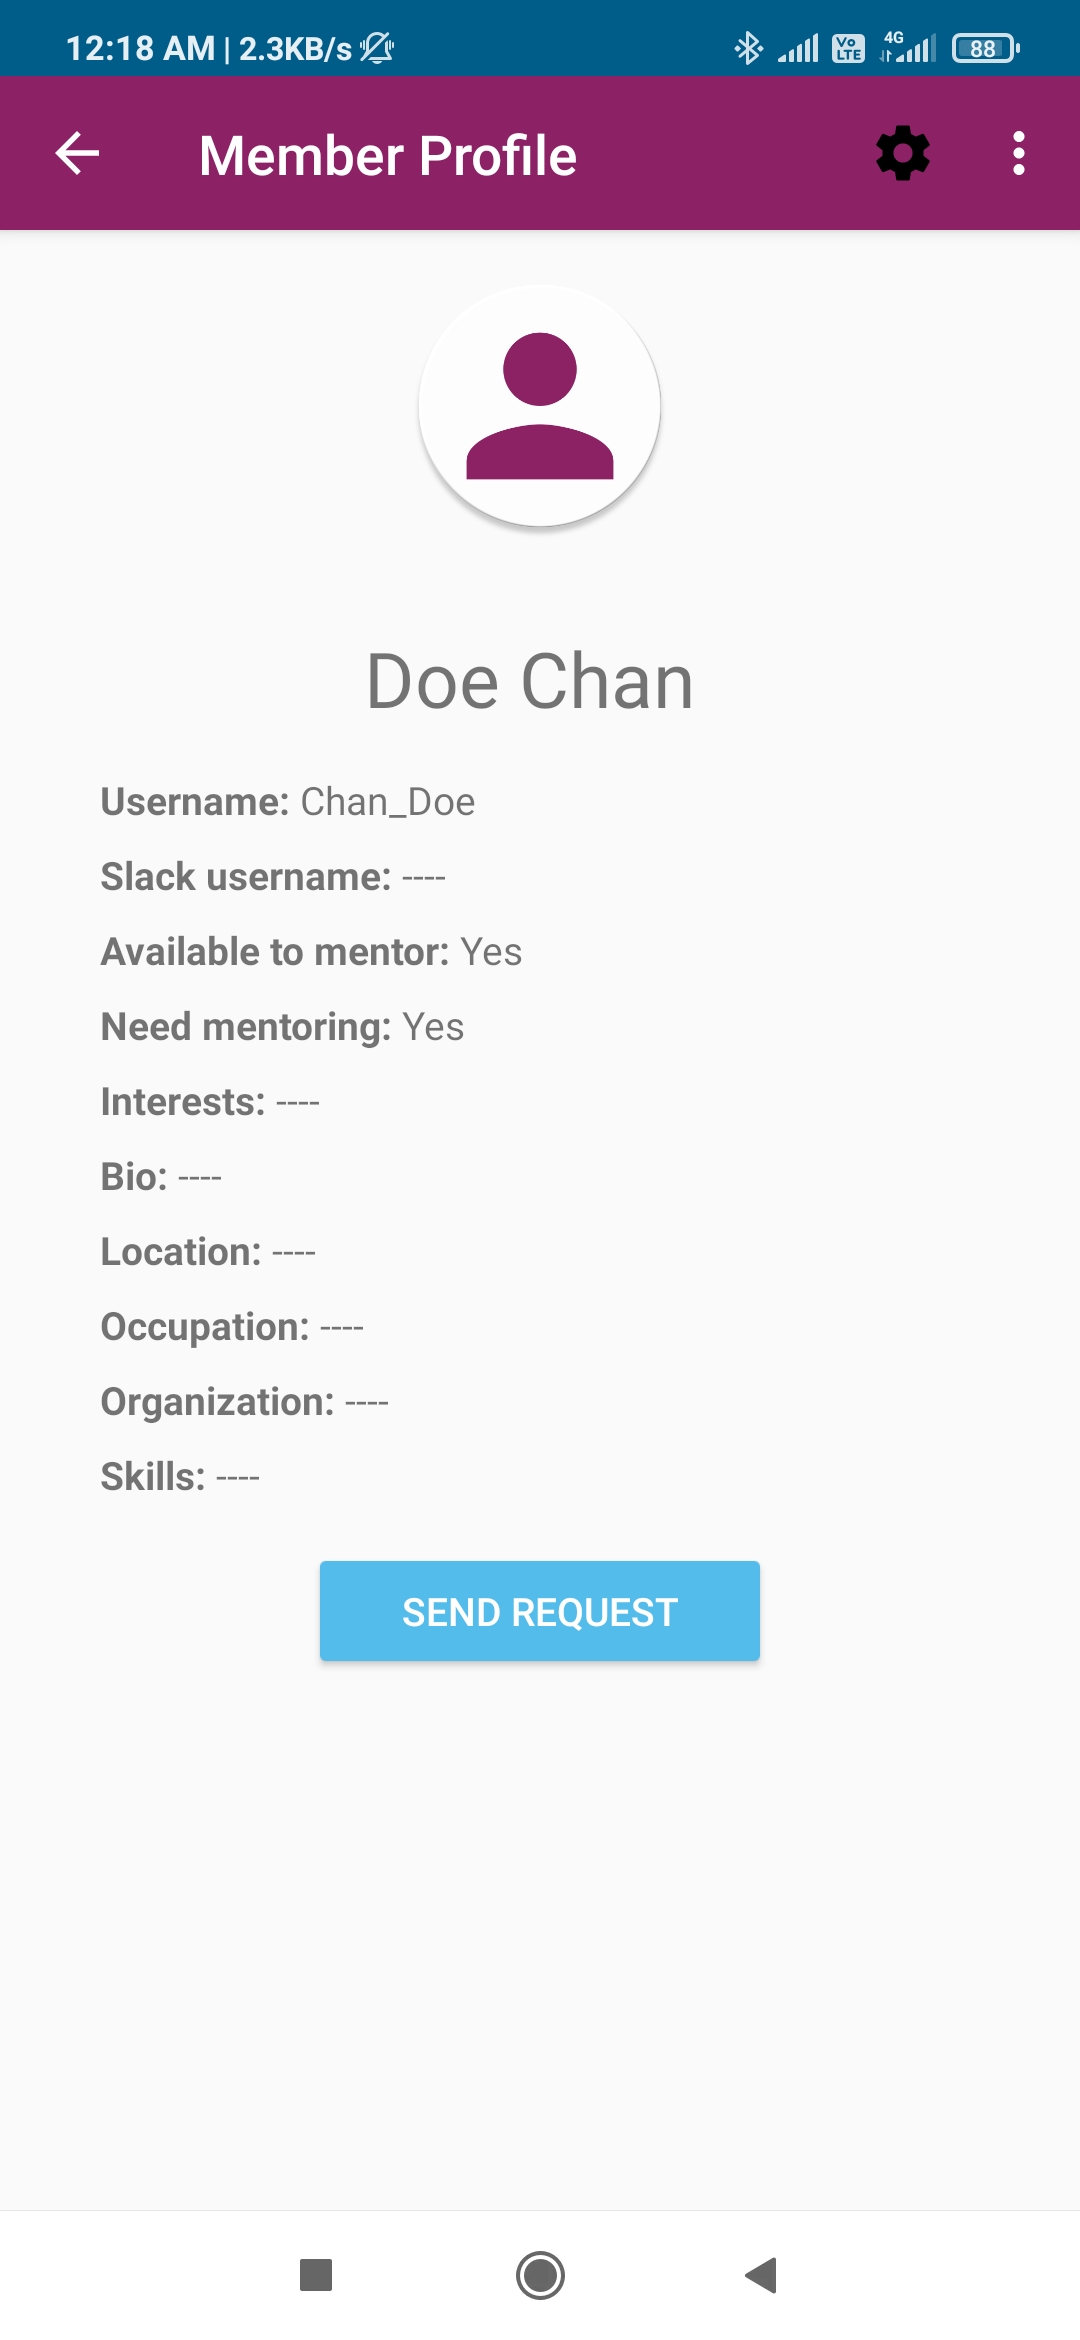 12:18 AM | 2.3KB/s
Vo LTE
4G
88
Member Profile
Doe Chan
Username: Chan_Doe
Slack username: ----
Available to mentor: Yes
Need mentoring: Yes
Interests: ----
Bio: ----
Location: ----
Occupation: ----
Organization: ----
Skills: ----
SEND REQUEST